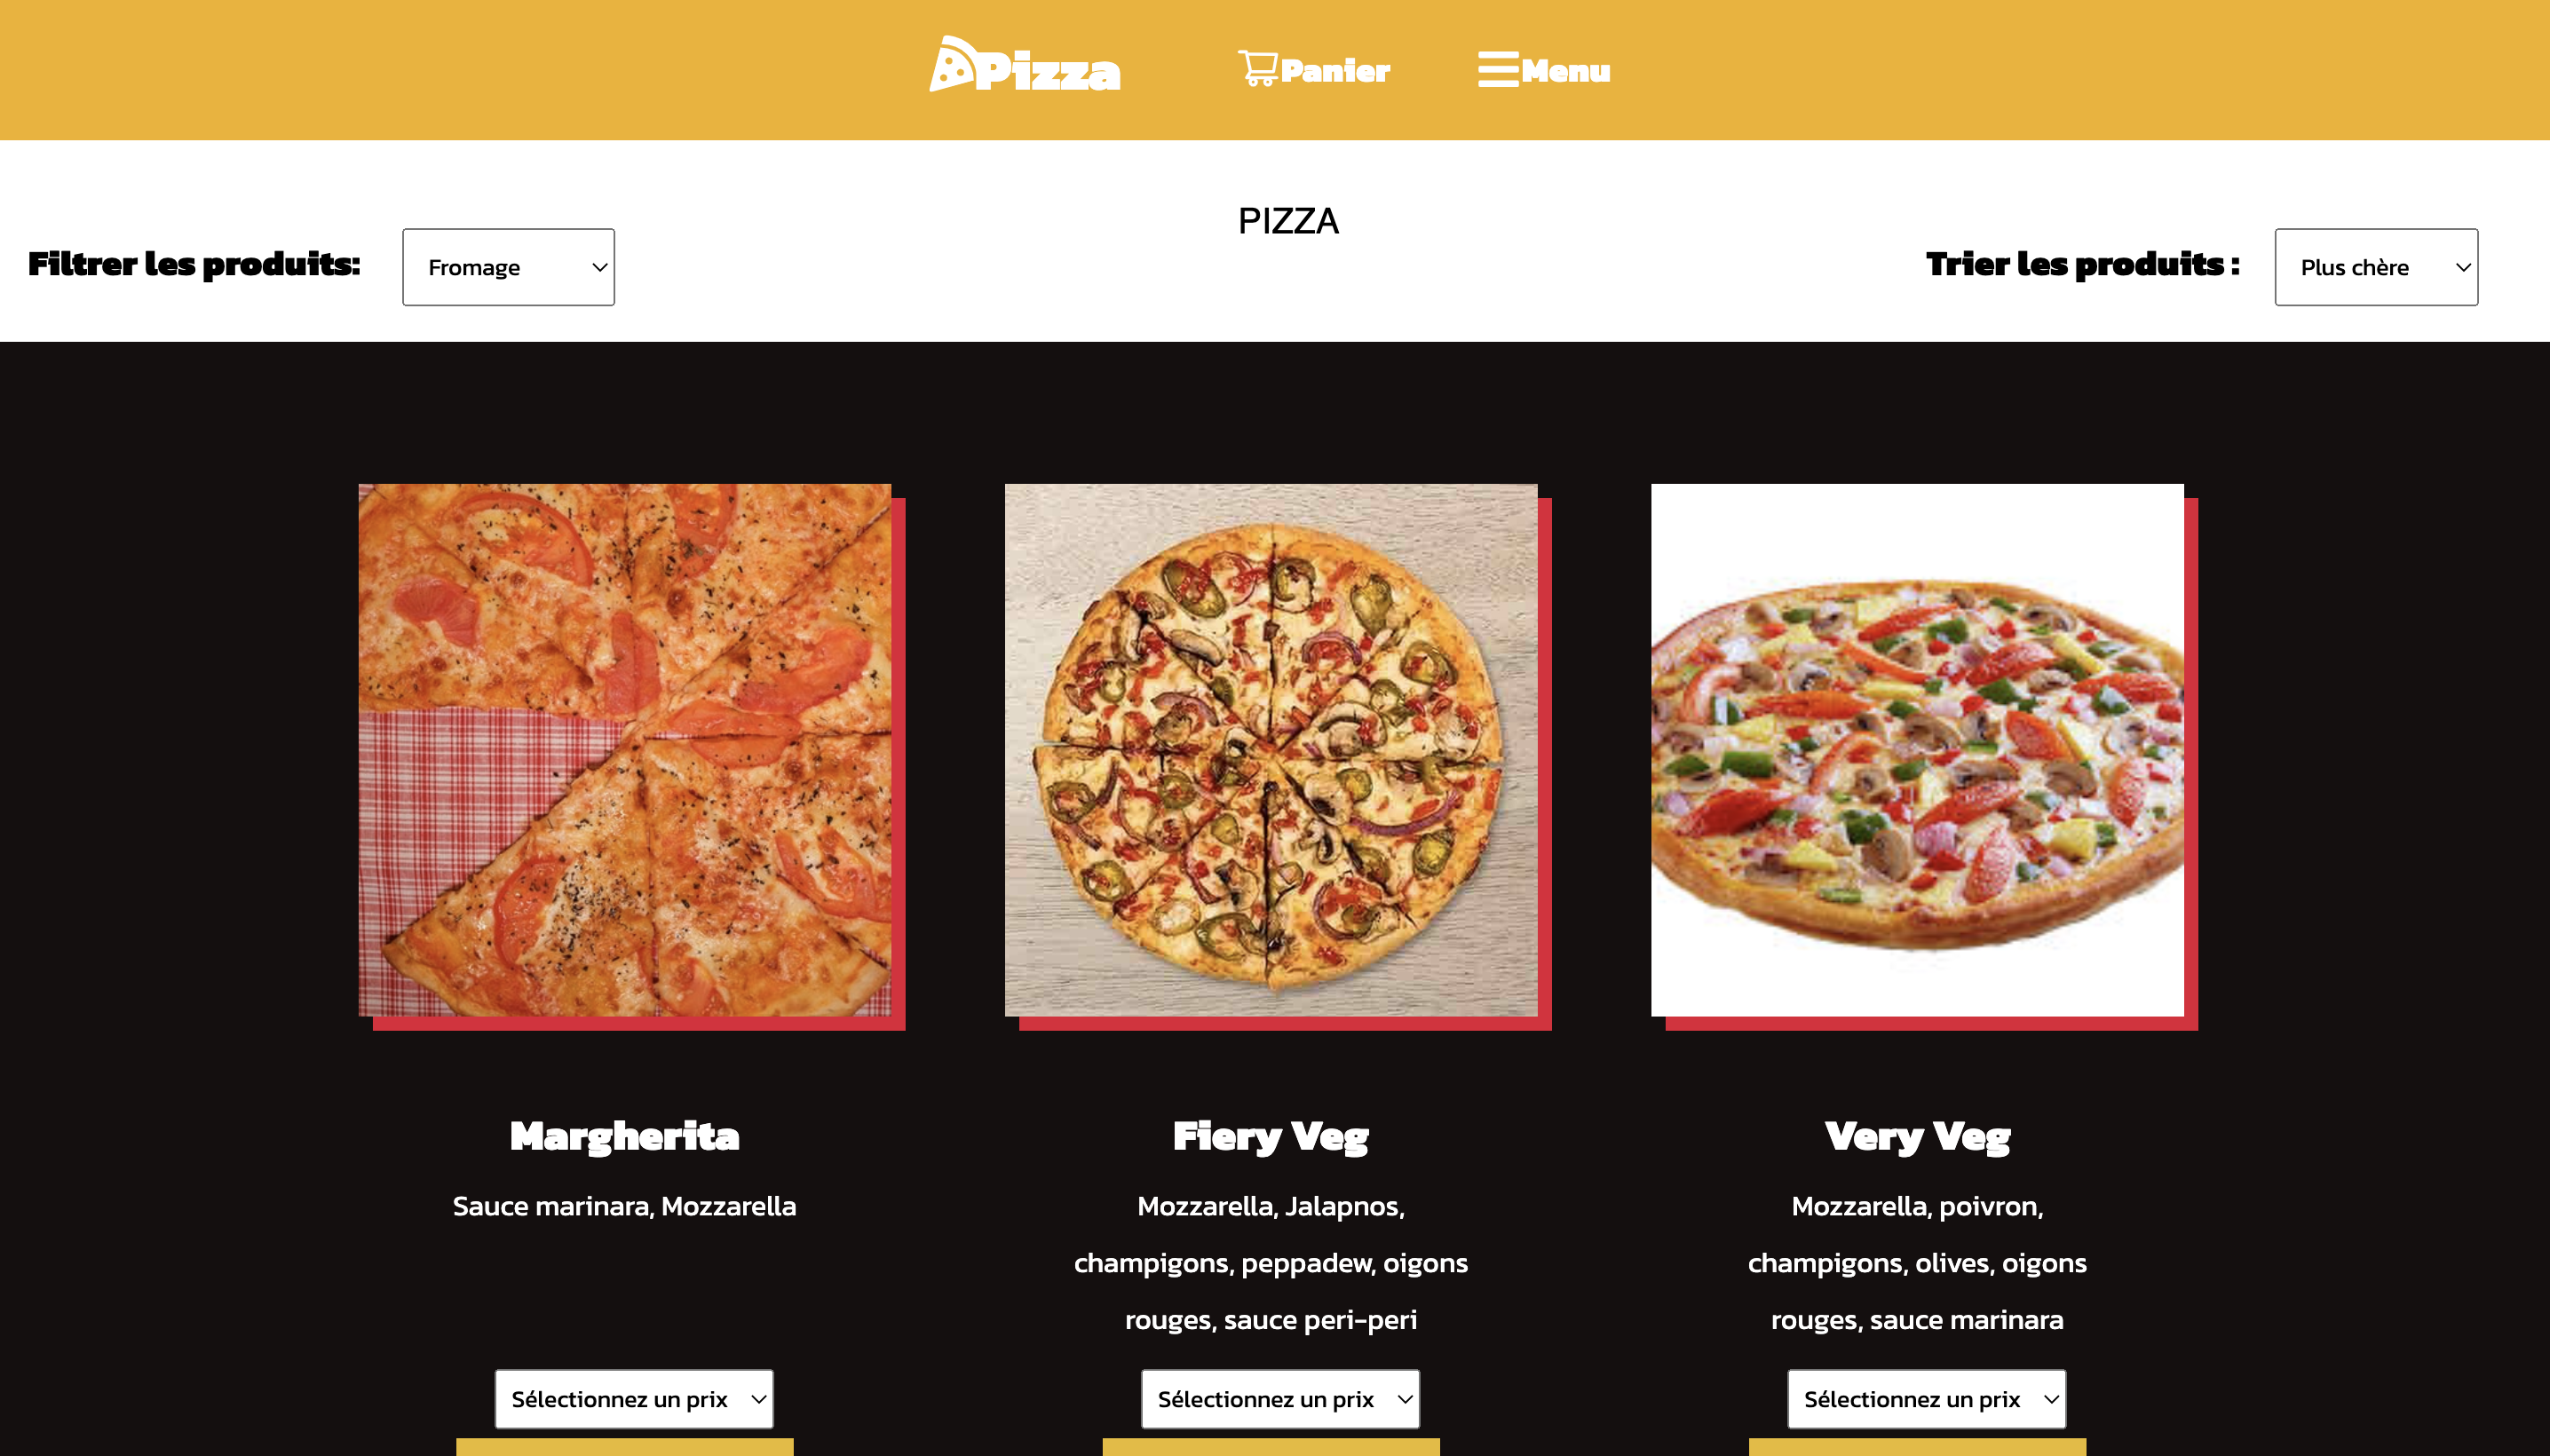 Pizza
Panier
Menu
PIZZA
Filtrer les produits:
Fromage
Trier les produits :
Plus chère
Margherita
Sauce marinara, Mozzarella
Sélectionnez un prix
Fiery Veg
Mozzarella, Jalapnos,
champigons, peppadew, oigons
rouges, sauce peri-peri
Sélectionnez un prix
Very Veg
Mozzarella, poivron,
champigons, olives, oigons
rouges, sauce marinara
Sélectionnez un prix